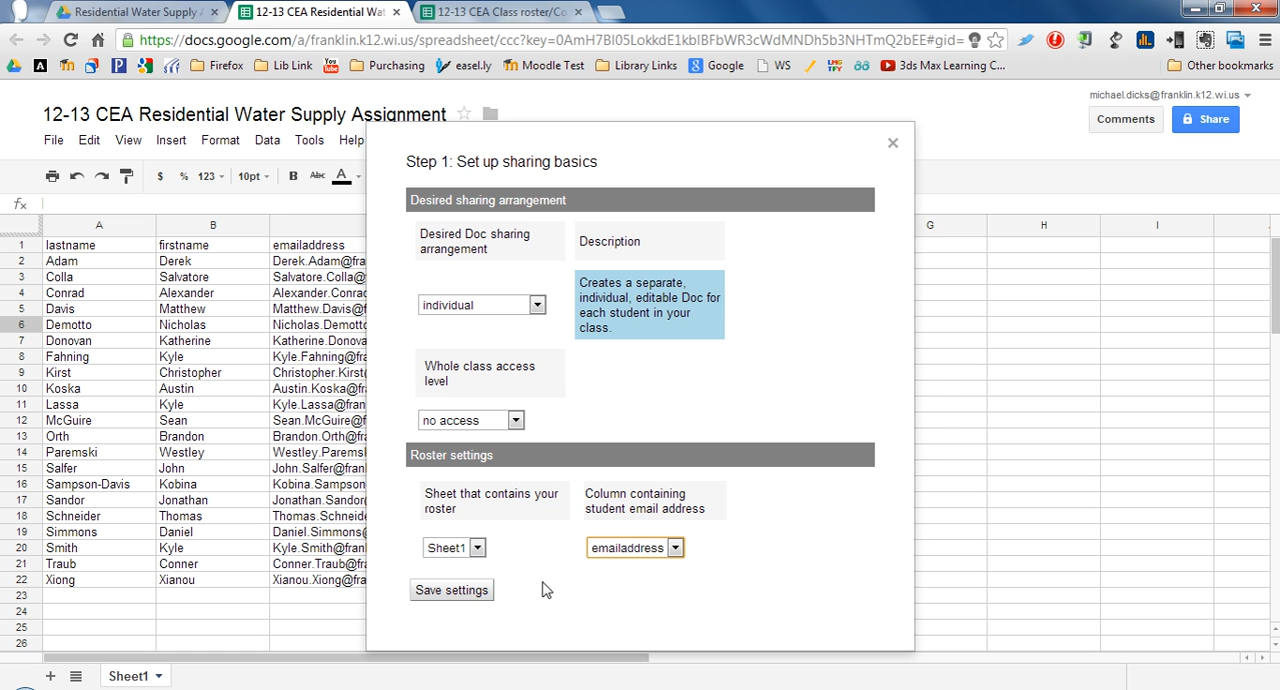 Residential Water Supply
12-13 CEA Residential Wat
12-13 CEA Class roster/Co
https://docs.google.com/a/franklin.k12.wi.us/spreadsheet/ccc?key=
Firefox
Lib Link
Purchasing
easel.ly
Moodle Test
Library Links
Google
WS
3ds Max Learning C...
Other bookmarks
michael.dicks@franklin.k12.wi.us
12-13 CEA Residential Water Supply Assignment
Comments
Share
File Edit View Insert Format Data Tools Help
$ % 123 10pt B Abc A
fx
A B G H I
1 lastname firstname emailaddress
2 Adam Derek Derek.Adam@fra
3 Colla Salvatore Salvatore.Colla@
4 Conrad Alexander Alexander.Conrad
5 Davis Matthew Matthew.Davis@
6 Demotto Nicholas Nicholas.Demotto
7 Donovan Katherine Katherine.Donova
8 Fahning Kyle Kyle.Fahning@fra
9 Kirst Christopher Christopher.Kirst
10 Koska Austin Austin.Koska@fr
11 Lassa Kyle Kyle.Lassa@fran
12 McGuire Sean Sean.McGuire@f
13 Orth Brandon Brandon.Orth@fr
14 Paremski Westley Westley.Paremsk
15 Salfer John John.Salfer@frank
16 Sampson-Davis Kobina Kobina.Sampson
17 Sandor Jonathan Jonathan.Sandor
18 Schneider Thomas Thomas.Schneide
19 Simmons Daniel Daniel.Simmons
20 Smith Kyle Kyle.Smith@fran
21 Traub Conner Conner.Traub@fr
22 Xiong Xianou Xianou.Xiong@fra
23
24
25
26
Step 1: Set up sharing basics
Desired sharing arrangement
Desired Doc sharing
arrangement
Description
individual
Creates a separate,
individual, editable Doc for
each student in your
class.
Whole class access
level
no access
Roster settings
Sheet that contains your
roster
Column containing
student email address
Sheet1
emailaddress
Save settings
Sheet1